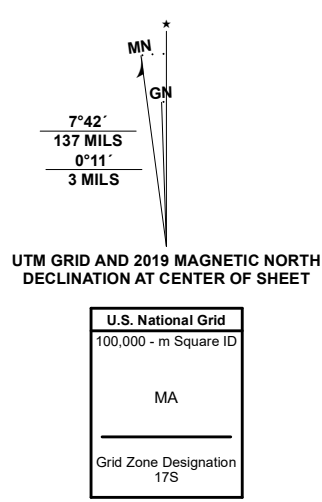 MN
GN
7°42´
137 MILS
0°11´
3 MILS
UTM GRID AND 2019 MAGNETIC NORTH
DECLINATION AT CENTER OF SHEET
U.S. National Grid
100,000 - m Square ID
MA
Grid Zone Designation
17S